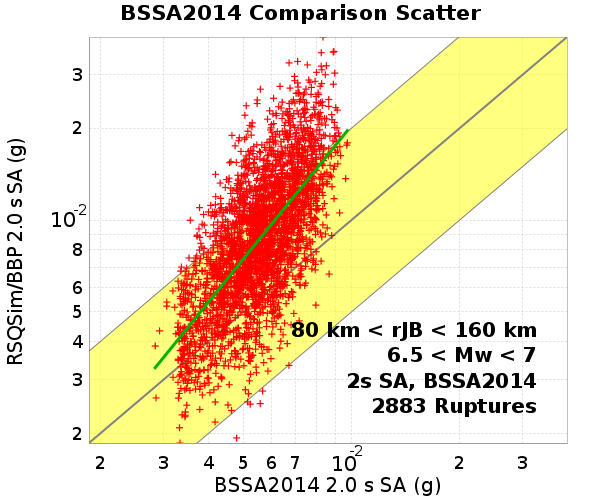 BSSA2014 Comparison Scatter
RSQSim/BBP 2.0 s SA (g)
3
2
10-2
8
6
5
4
3
2
80 km < rJB < 160 km
6.5 < Mw < 7
2s SA, BSSA2014
2883 Ruptures
2 3 4 5 6 7 10-2 2 3
BSSA2014 2.0 s SA (g)